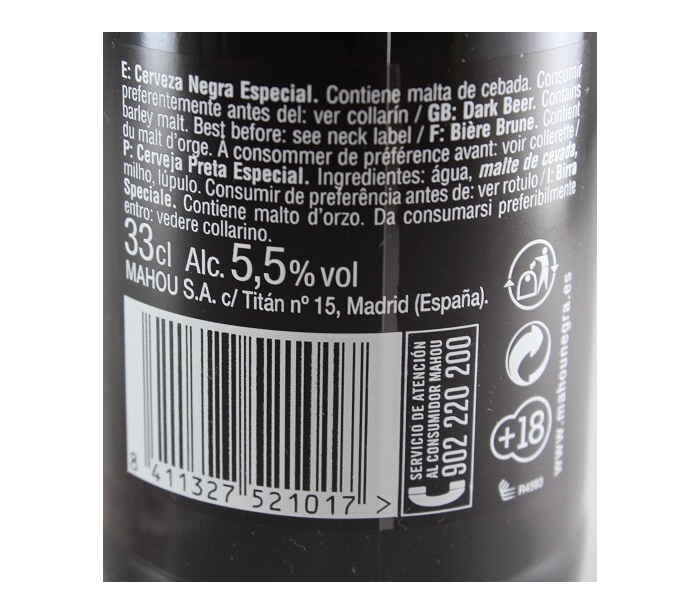 E: Cerveza Negra Especial. Contiene malta de cebada. Consumir
preferentemente antes del: ver collarín / GB: Dark Beer. Contains
barley malt. Best before: see neck label / F: Bière Brune. Contient
du malt d'orge. À consommer de préférence avant: voir collerette /
P: Cerveja Preta Especial. Ingredientes: água, malte de cevada,
milho, lúpulo. Consumir de preferência antes de: ver rotulo / I: Birra
Speciale. Contiene malto d'orzo. Da consumarsi preferibilmente
entro: vedere collarino.
33cl Alc. 5,5% vol
MAHOU S.A. c/ Titán nº 15, Madrid (España).
SERVICIO DE ATENCIÓN
AL CONSUMIDOR MAHOU
902 220 200
+18
R4593
www.mahounegra.es
8 411327 521017 >